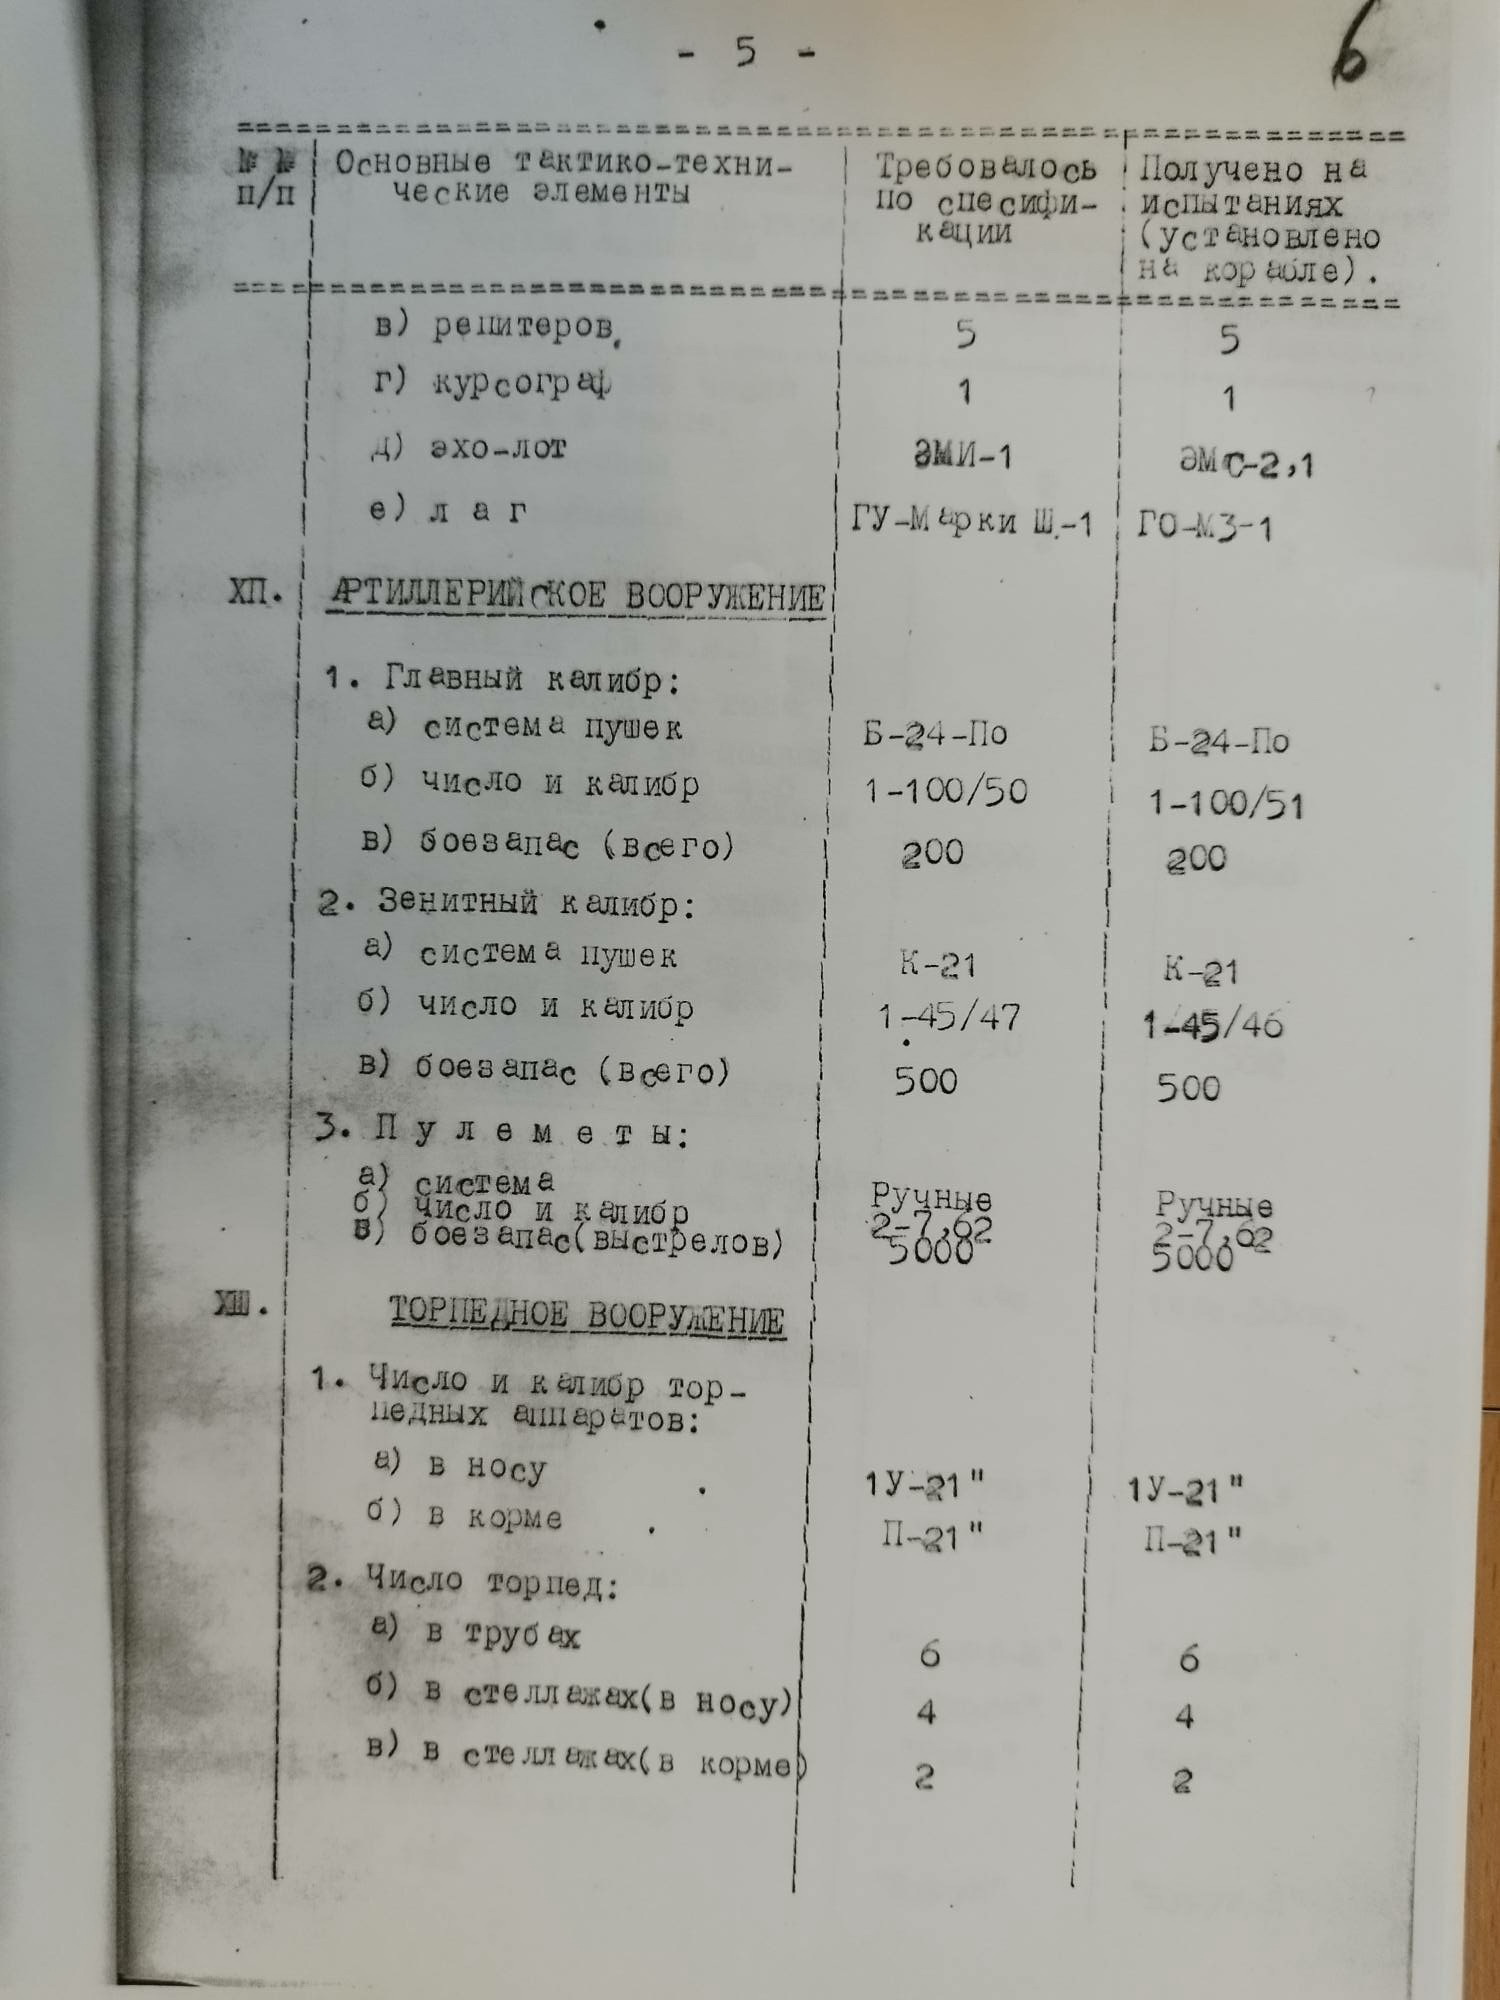 - 5 -
6
№ № Основные тактико-техни- Требовалось Получено на
п/п ческие элементы по спесифи- испытаниях
кации (установлено
на корабле).
в) репитеров. 5 5
г) курсограф 1 1
д) эхо-лот ЭМИ-1 ЭМС-2,1
е) л а г ГУ-Марки Ш.-1 ГО-МЗ-1
ХП. АРТИЛЛЕРИЙСКОЕ ВООРУЖЕНИЕ
1. Главный калибр:
а) система пушек Б-24-По Б-24-По
б) число и калибр 1-100/50 1-100/51
в) боезапас (всего) 200 200
2. Зенитный калибр:
а) система пушек К-21 К-21
б) число и калибр 1-45/47 1-45/46
в) боезапас (всего) 500 500
3. П у л е м е т ы:
а) система Ручные Ручные
б) число и калибр 2-7,62 2-7,62
в) боезапас(выстрелов) 5000 5000
ХШ. ТОРПЕДНОЕ ВООРУЖЕНИЕ
1. Число и калибр тор-
педных аппаратов:
а) в носу 1У-21" 1У-21"
б) в корме П-21" П-21"
2. Число торпед:
а) в трубах 6 6
б) в стеллажах(в носу) 4 4
в) в стеллажах(в корме) 2 2